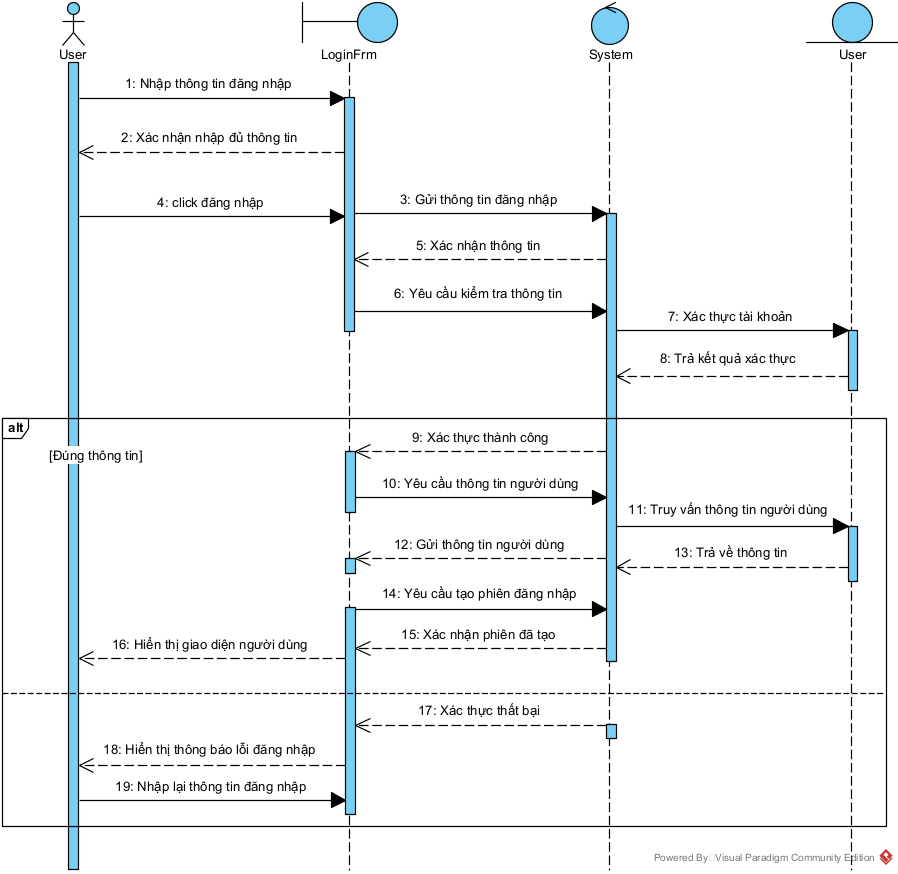 User
LoginFrm
System
User
1: Nhập thông tin đăng nhập
2: Xác nhận nhập đủ thông tin
4: click đăng nhập
3: Gửi thông tin đăng nhập
5: Xác nhận thông tin
6: Yêu cầu kiểm tra thông tin
7: Xác thực tài khoản
8: Trả kết quả xác thực
alt
[Đúng thông tin]
9: Xác thực thành công
10: Yêu cầu thông tin người dùng
11: Truy vấn thông tin người dùng
12: Gửi thông tin người dùng
13: Trả về thông tin
14: Yêu cầu tạo phiên đăng nhập
15: Xác nhận phiên đã tạo
16: Hiển thị giao diện người dùng
17: Xác thực thất bại
18: Hiển thị thông báo lỗi đăng nhập
19: Nhập lại thông tin đăng nhập
Powered By Visual Paradigm Community Edition